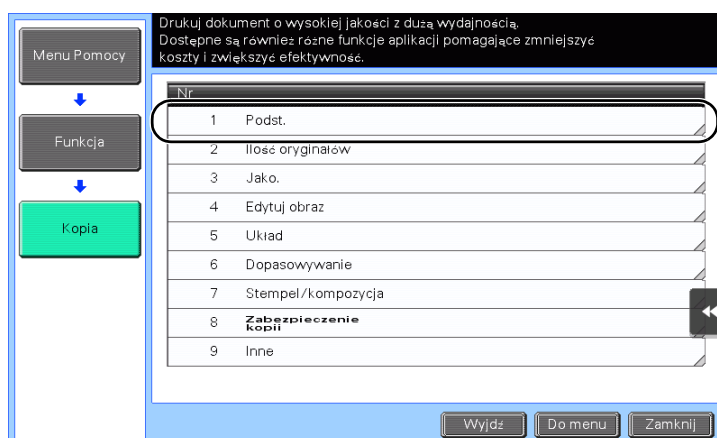 Drukuj dokument o wysokiej jakości z dużą wydajnością.
Dostępne są również różne funkcje aplikacji pomagające zmniejszyć
koszty i zwiększyć efektywność.
Menu Pomocy
Funkcja
Kopia
Nr
1 Podst.
2 Ilość oryginałów
3 Jako.
4 Edytuj obraz
5 Układ
6 Dopasowywanie
7 Stempel/kompozycja
8 Zabezpieczenie
kopii
9 Inne
Wyjdź Do menu Zamknij